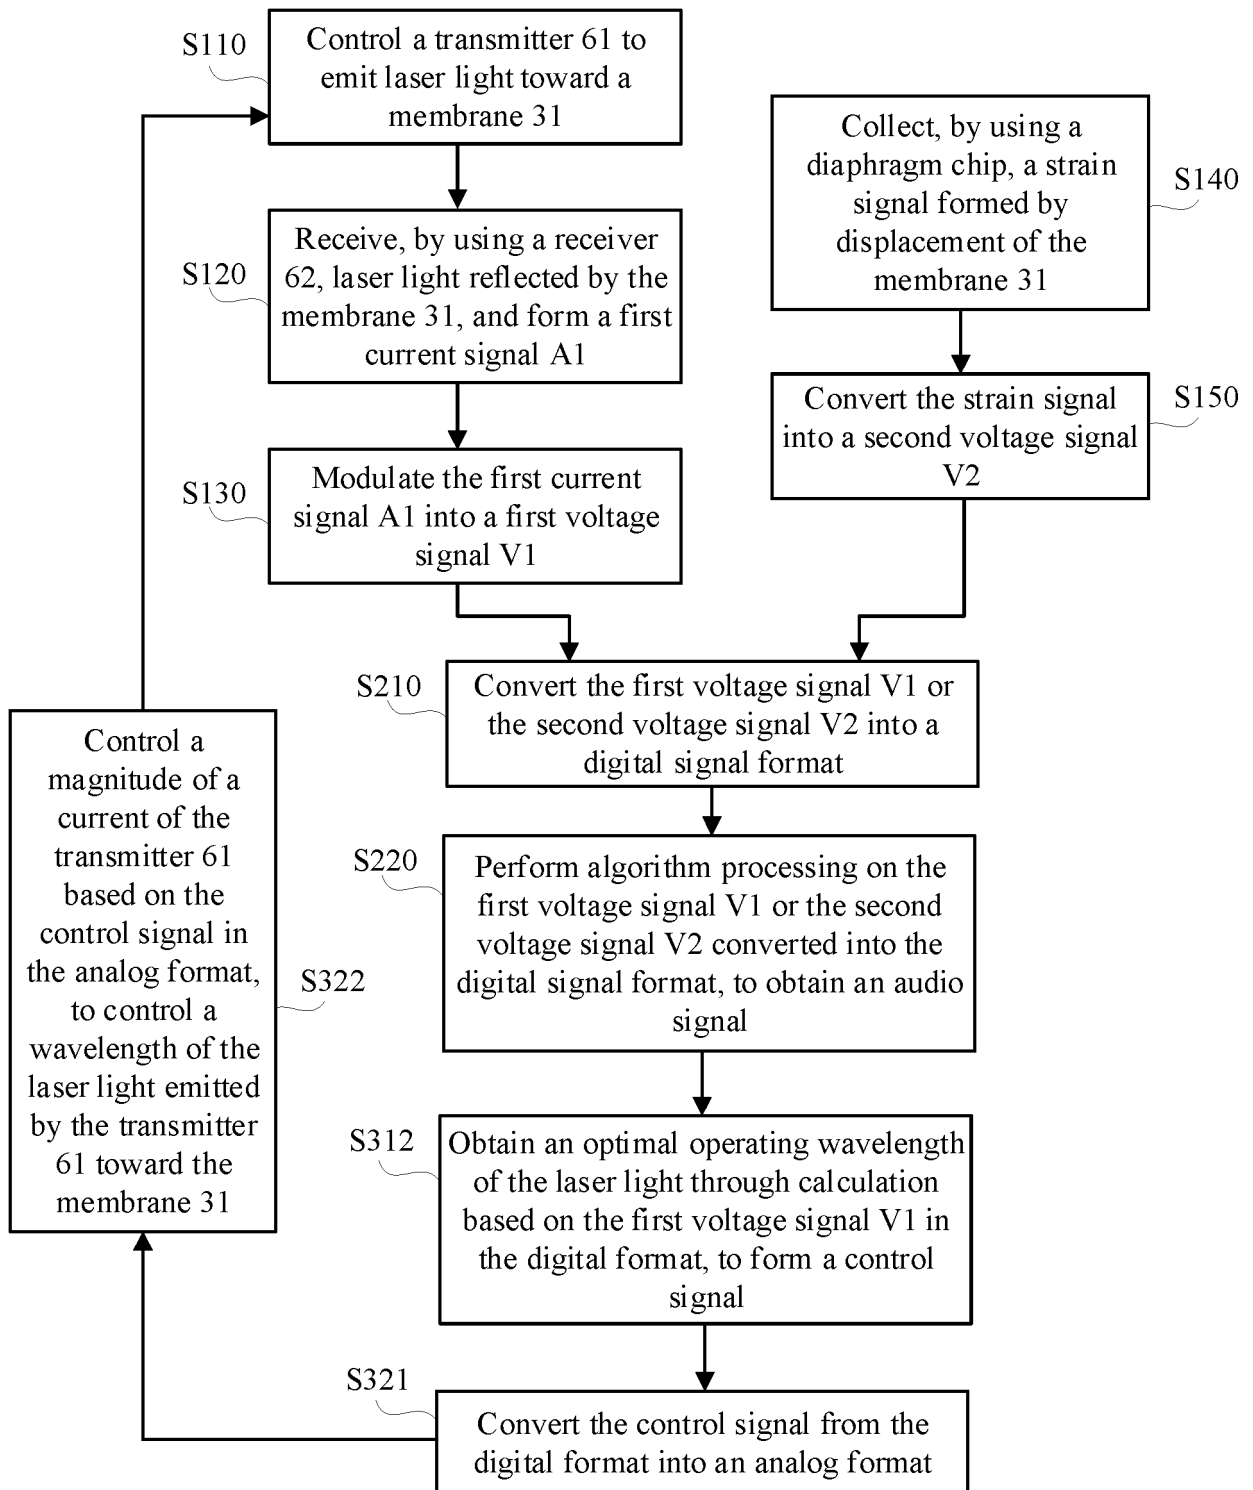 S110
Control a transmitter 61 to
emit laser light toward a
membrane 31
S120
Receive, by using a receiver
62, laser light reflected by the
membrane 31, and form a first
current signal A1
S130
Modulate the first current
signal A1 into a first voltage
signal V1
Collect, by using a
diaphragm chip, a strain
signal formed by
displacement of the
membrane 31
S140
Convert the strain signal
into a second voltage signal
V2
S150
S210
Convert the first voltage signal V1 or
the second voltage signal V2 into a
digital signal format
S220
Perform algorithm processing on the
first voltage signal V1 or the second
voltage signal V2 converted into the
digital signal format, to obtain an audio
signal
S312
Obtain an optimal operating wavelength
of the laser light through calculation
based on the first voltage signal V1 in
the digital format, to form a control
signal
S321
Convert the control signal from the
digital format into an analog format
Control a
magnitude of a
current of the
transmitter 61
based on the
control signal in
the analog format,
to control a
wavelength of the
laser light emitted
by the transmitter
61 toward the
membrane 31
S322